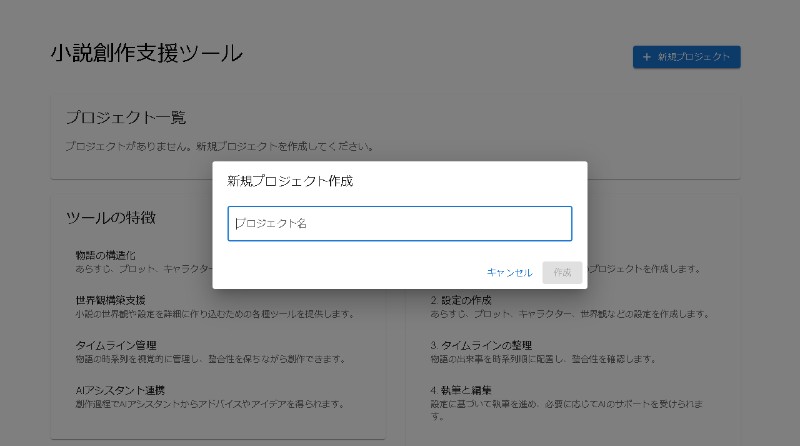 小説創作支援ツール
+ 新規プロジェクト
プロジェクト一覧
プロジェクトがありません。新規プロジェクトを作成してください。
新規プロジェクト作成
プロジェクト名
キャンセル
作成
ツールの特徴
物語の構造化
あらすじ、プロット、キャラクター
世界観構築支援
小説の世界観や設定を詳細に作り込むための各種ツールを提供します。
タイムライン管理
物語の時系列を視覚的に管理し、整合性を保ちながら創作できます。
AIアシスタント連携
創作過程でAIアシスタントからアドバイスやアイデアを得られます。
のプロジェクトを作成します。
2. 設定の作成
あらすじ、プロット、キャラクター、世界観などの設定を作成します。
3. タイムラインの整理
物語の出来事を時系列順に配置し、整合性を確認します。
4. 執筆と編集
設定に基づいて執筆を進め、必要に応じてAIのサポートを受けられま
す。